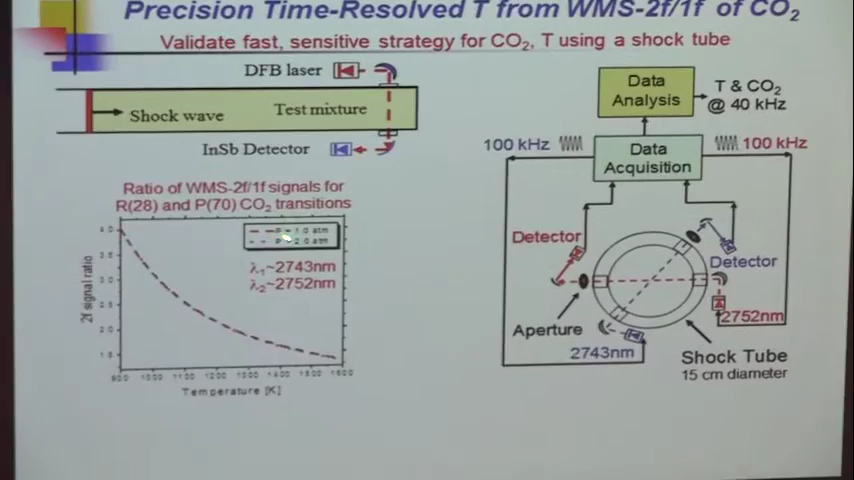 Precision Time-Resolved T from WMS-2f/1f of CO₂
Validate fast, sensitive strategy for CO₂, T using a shock tube
DFB laser
Shock wave
Test mixture
InSb Detector
Ratio of WMS-2f/1f signals for
R(28) and P(70) CO₂ transitions
P = 1.0 atm
P = 2.0 atm
λ₁~2743nm
λ₂~2752nm
2f signal ratio
Temperature [K]
Data
Analysis
T & CO₂
@ 40 kHz
100 kHz
Data
Acquisition
100 kHz
Detector
Detector
Aperture
2752nm
2743nm
Shock Tube
15 cm diameter